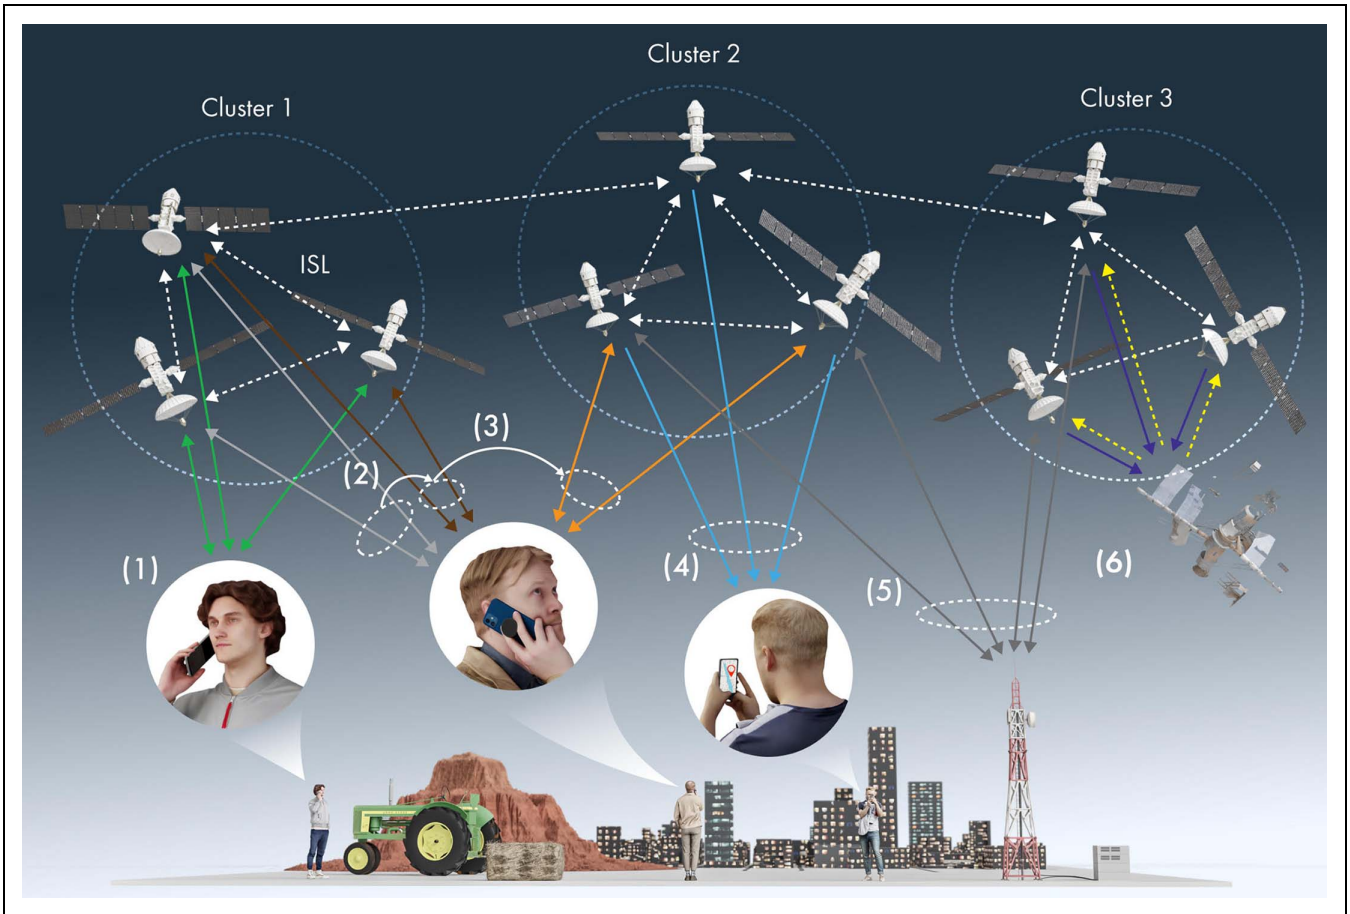 Cluster 2
Cluster 1
Cluster 3
ISL
(3)
(2)
(1)
(4)
(6)
(5)